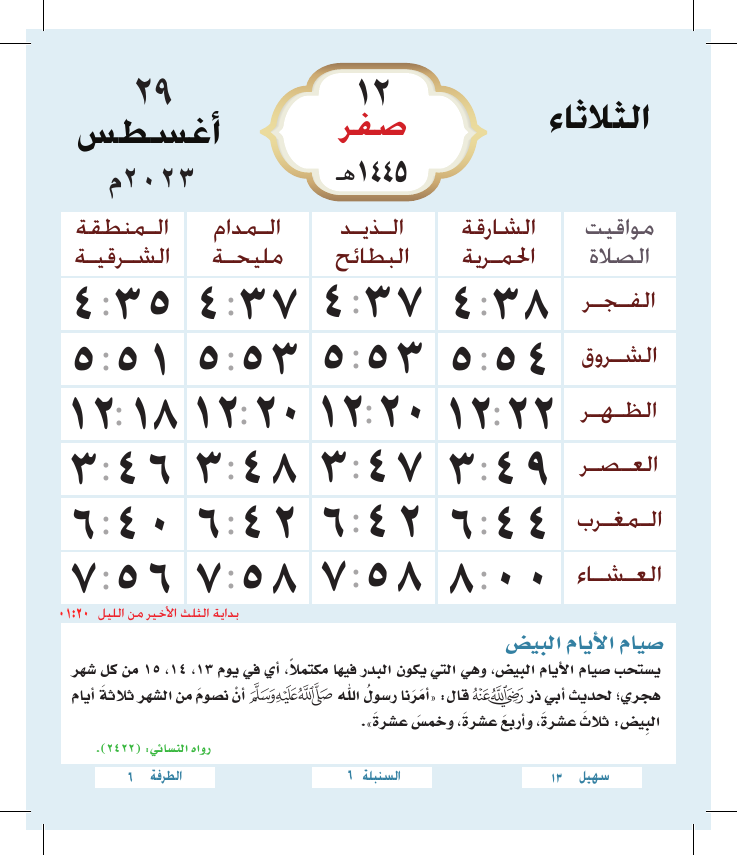 الثلاثاء
١٢
صفر
١٤٤٥هـ
٢٩
أغسطس
٢٠٢٣م
مواقيت الصلاة	الشارقة الحمرية	الذيد البطائح	المدام مليحة	المنطقة الشرقية
الفجر	٤:٣٨	٤:٣٧	٤:٣٧	٤:٣٥
الشروق	٥:٥٤	٥:٥٣	٥:٥٣	٥:٥١
الظهر	١٢:٢٢	١٢:٢٠	١٢:٢٠	١٢:١٨
العصر	٣:٤٩	٣:٤٧	٣:٤٨	٣:٤٦
المغرب	٦:٤٤	٦:٤٢	٦:٤٢	٦:٤٠
العشاء	٨:٠٠	٧:٥٨	٧:٥٨	٧:٥٦
بداية الثلث الأخير من الليل ٠١:٢٠
صيام الأيام البيض
يستحب صيام الأيام البيض، وهي التي يكون البدر فيها مكتملاً، أي في يوم ١٣، ١٤، ١٥ من كل شهر
هجري؛ لحديث أبي ذر رَضِيَ اللَّهُ عَنْهُ قال: «أمَرَنا رسولُ الله صَلَّى اللَّهُ عَلَيْهِ وَسَلَّمَ أنْ نصومَ من الشهر ثلاثةَ أيام
البِيض: ثلاثَ عشرةَ، وأربعَ عشرةَ، وخمسَ عشرةَ».
رواه النسائي: (٢٤٢٢).
سهيل ١٣
السنبلة ٦
الطرفة ٦